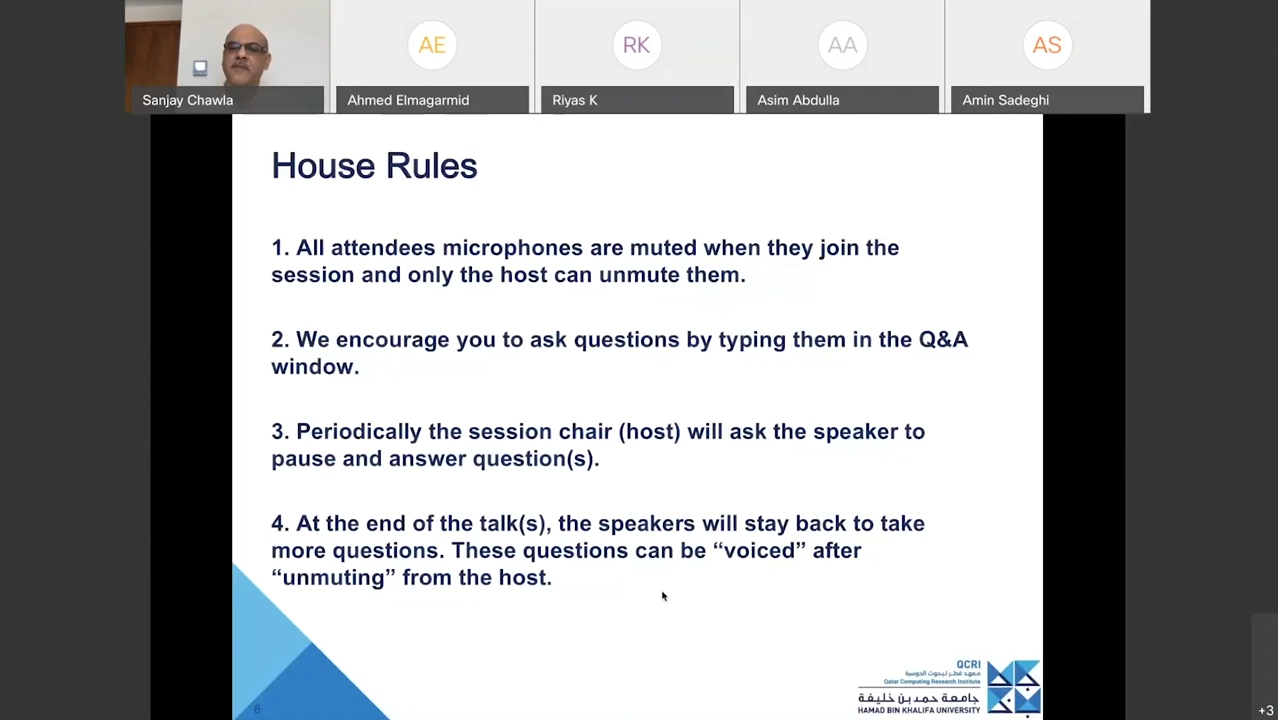 AE
RK
AA
AS
Sanjay Chawla
Ahmed Elmagarmid
Riyas K
Asim Abdulla
Amin Sadeghi
House Rules
1. All attendees microphones are muted when they join the
session and only the host can unmute them.
2. We encourage you to ask questions by typing them in the Q&A
window.
3. Periodically the session chair (host) will ask the speaker to
pause and answer question(s).
4. At the end of the talk(s), the speakers will stay back to take
more questions. These questions can be “voiced” after
“unmuting” from the host.
6
QCRI
معهد قطر لبحوث الحوسبة
Qatar Computing Research Institute
جامعة حمد بن خليفة
HAMAD BIN KHALIFA UNIVERSITY
+3